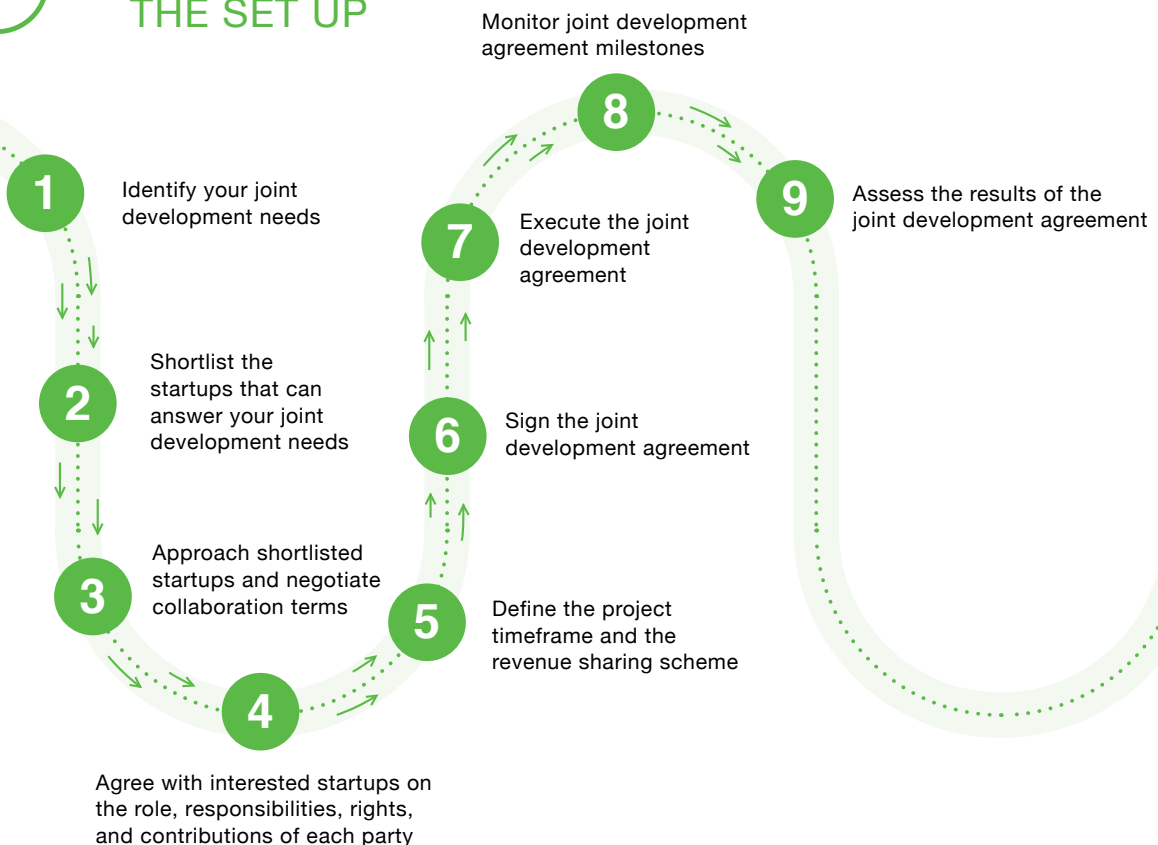 THE SET UP
1
Identify your joint
development needs
2
Shortlist the
startups that can
answer your joint
development needs
3
Approach shortlisted
startups and negotiate
collaboration terms
4
Agree with interested startups on
the role, responsibilities, rights,
and contributions of each party
5
Define the project
timeframe and the
revenue sharing scheme
6
Sign the joint
development agreement
7
Execute the joint
development
agreement
8
Monitor joint development
agreement milestones
9
Assess the results of the
joint development agreement